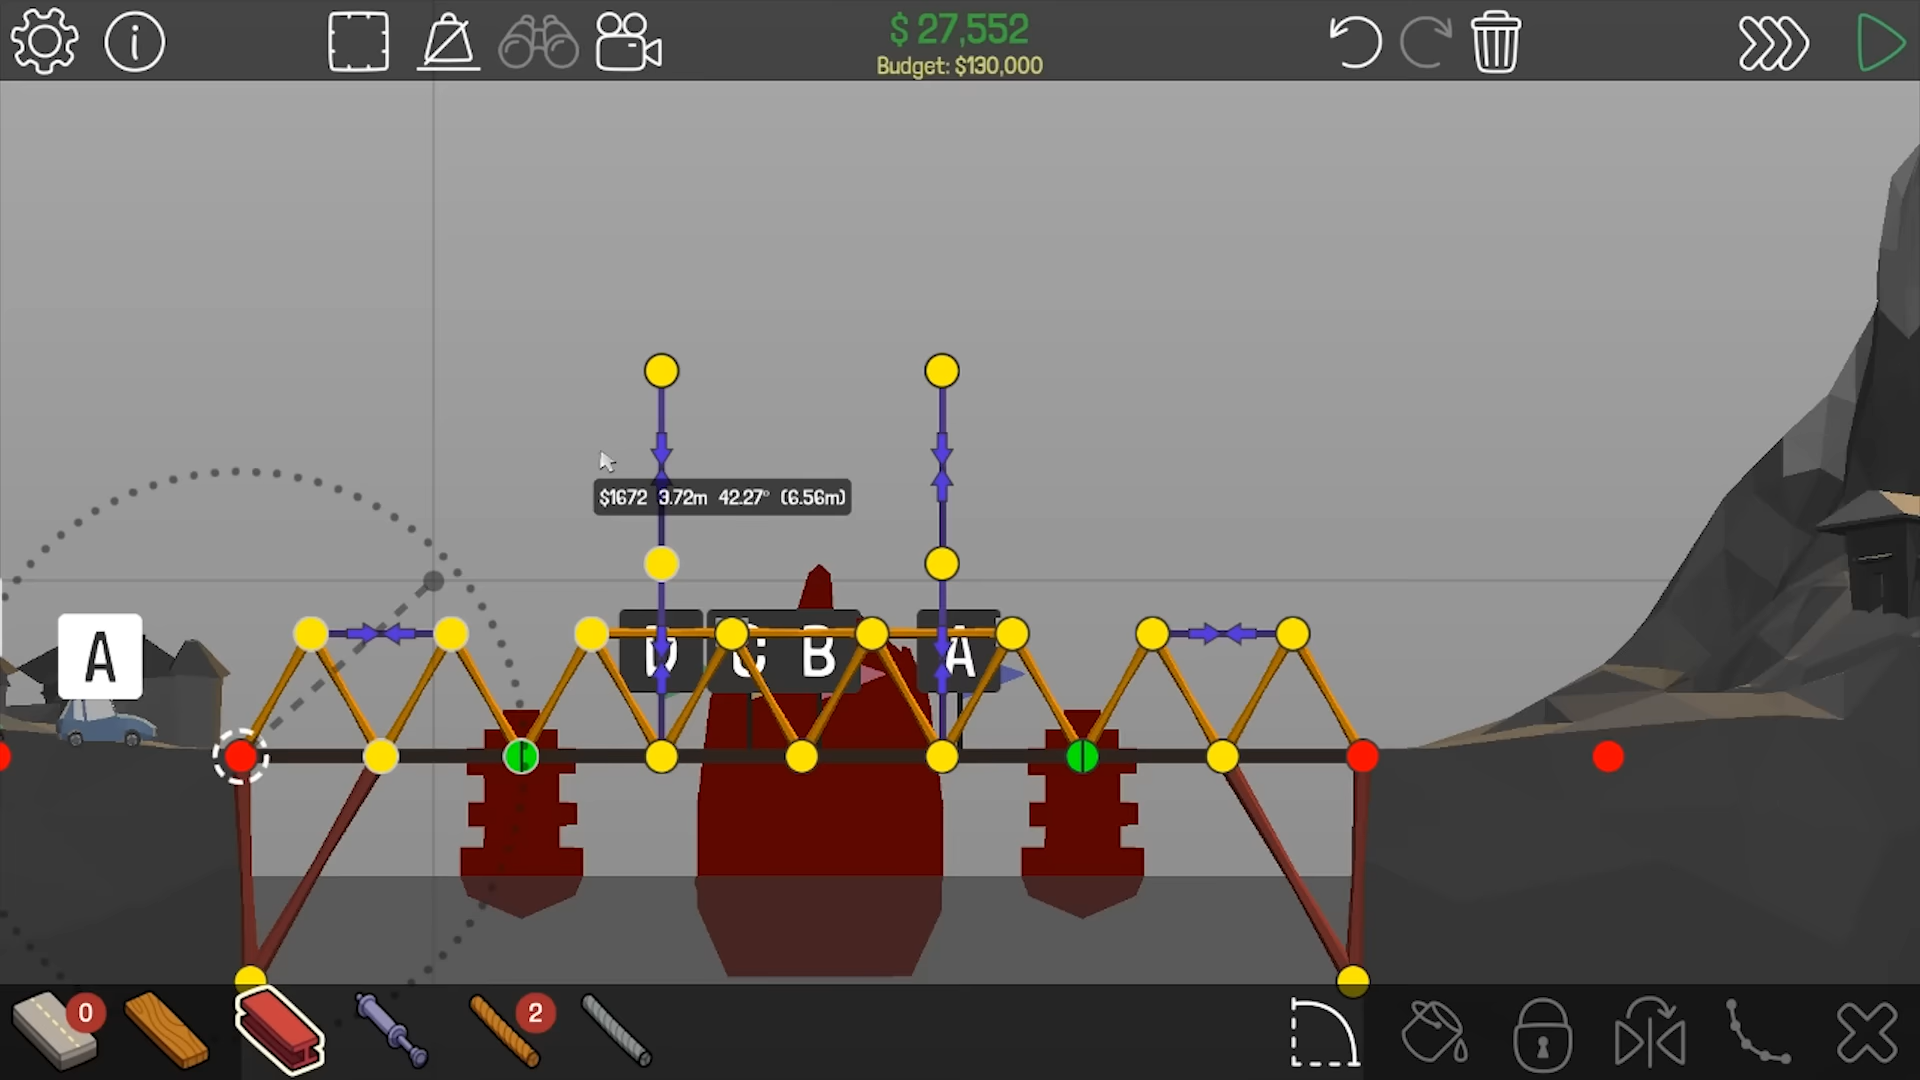 $ 27,552
Budget: $130,000
$1672 3.72m 42.27° (6.56m)
A
D C B A
0
2